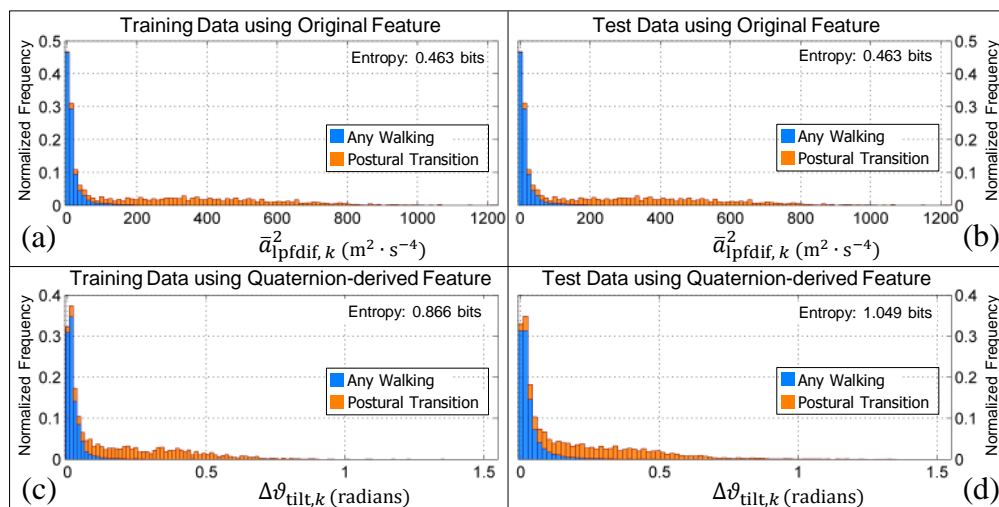 Training Data using Original Feature
Normalized Frequency
0.5
0.4
0.3
0.2
0.1
0
Entropy: 0.463 bits
Any Walking
Postural Transition
0 200 400 600 800 1000 1200
(a)
ā²lpfdif, k (m² · s⁻⁴)
Test Data using Original Feature
Entropy: 0.463 bits
Any Walking
Postural Transition
0.5
0.4
0.3
0.2
0.1
0
Normalized Frequency
0 200 400 600 800 1000 1200
ā²lpfdif, k (m² · s⁻⁴)
(b)
Training Data using Quaternion-derived Feature
Normalized Frequency
0.4
0.3
0.2
0.1
0
Entropy: 0.866 bits
Any Walking
Postural Transition
0 0.5 1 1.5
(c)
Δϑtilt,k (radians)
Test Data using Quaternion-derived Feature
Entropy: 1.049 bits
Any Walking
Postural Transition
0.4
0.3
0.2
0.1
0
Normalized Frequency
0 0.5 1 1.5
Δϑtilt,k (radians)
(d)